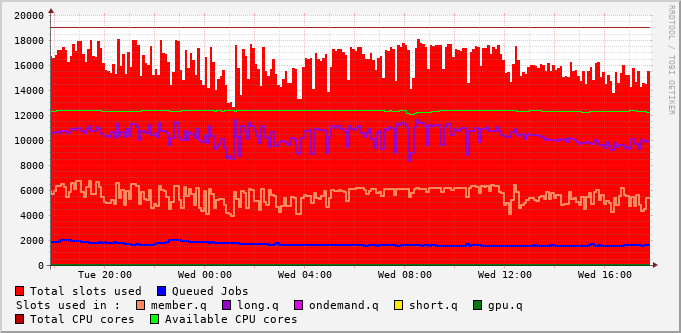 20000
18000
16000
14000
12000
10000
8000
6000
4000
2000
0
Tue 20:00 Wed 00:00 Wed 04:00 Wed 08:00 Wed 12:00 Wed 16:00
Total slots used Queued Jobs
Slots used in : member.q long.q ondemand.q short.q gpu.q
Total CPU cores Available CPU cores
RRDTOOL / TOBI OETIKER